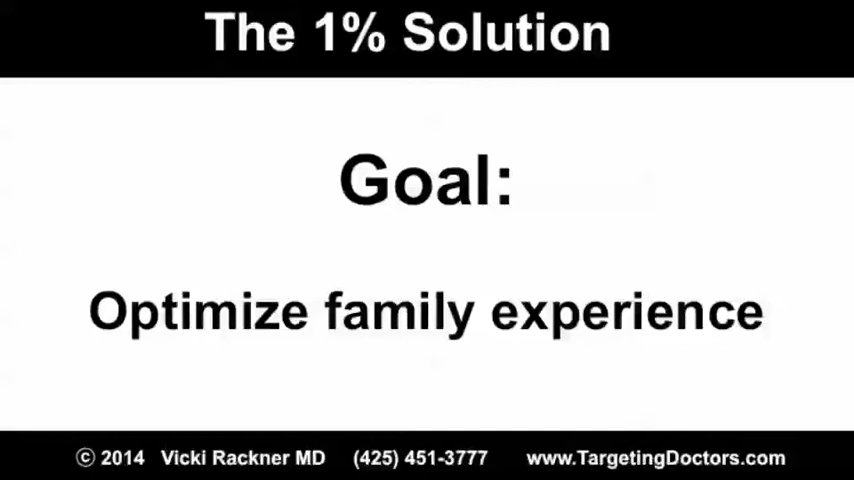 The 1% Solution
Goal:
Optimize family experience
© 2014 Vicki Rackner MD (425) 451-3777 www.TargetingDoctors.com